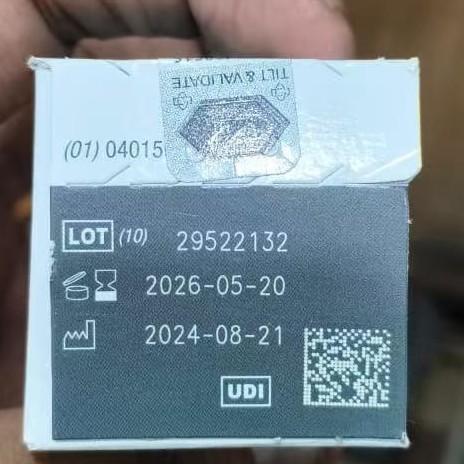 TILT & VALIDATE
(01) 04015
LOT (10) 29522132
2026-05-20
2024-08-21
UDI